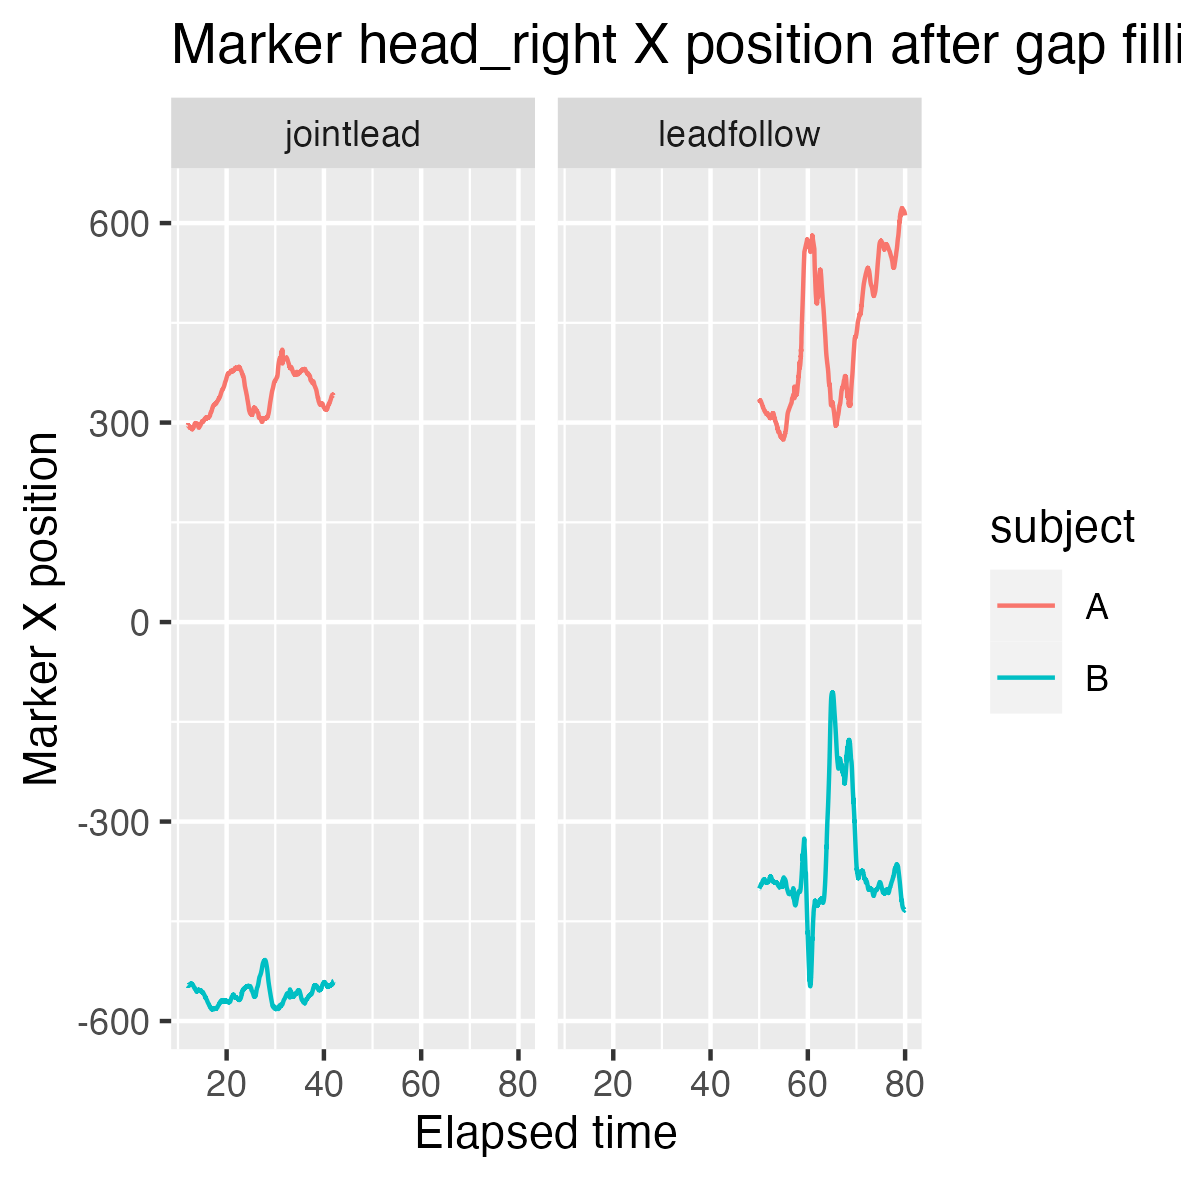 Marker head_right X position after gap filli
jointlead
leadfollow
600
300
0
-300
-600
Marker X position
20 40 60 80
20 40 60 80
Elapsed time
subject
A
B